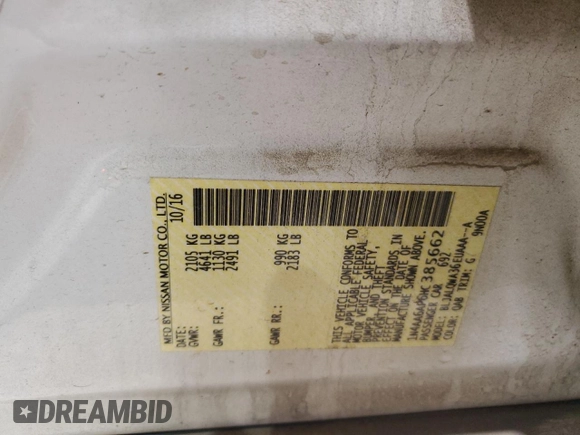 MFD BY NISSAN MOTOR CO., LTD.
DATE: 10/16
GVWR: 2105 KG
4641 LB
GAWR FR.: 1130 KG
2491 LB
GAWR RR.: 990 KG
2183 LB
THIS VEHICLE CONFORMS TO
ALL APPLICABLE FEDERAL
MOTOR VEHICLE SAFETY,
BUMPER, AND THEFT PREVENTION
STANDARDS IN
EFFECT ON THE DATE OF
MANUFACTURE SHOWN ABOVE.
385662
PASSENGER CAR 692
MODEL:
COLOR: QAB TRIM: G 9N00A
DREAMBID